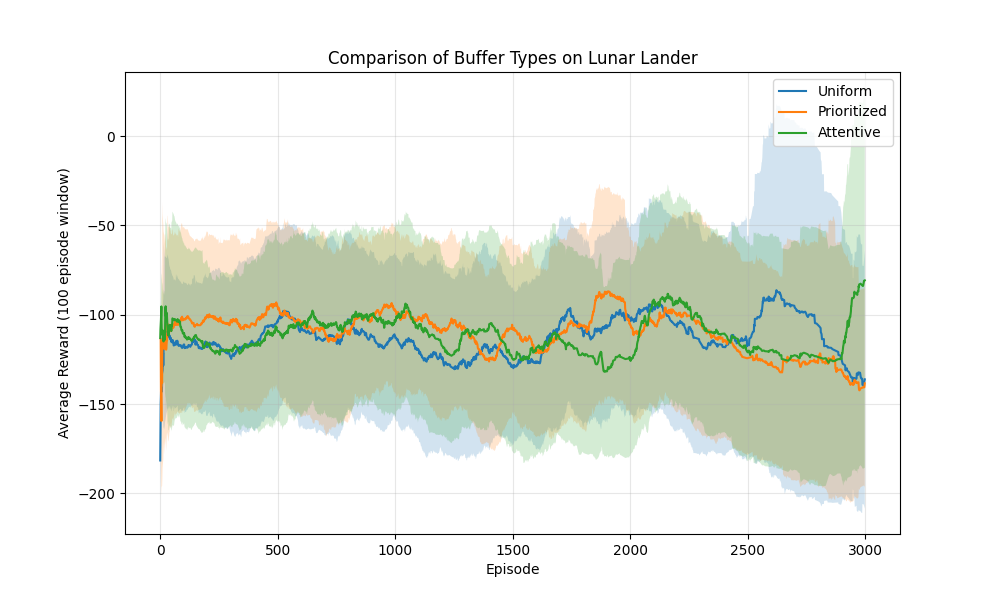 Comparison of Buffer Types on Lunar Lander
Uniform
Prioritized
Attentive
Average Reward (100 episode window)
0
−50
−100
−150
−200
0 500 1000 1500 2000 2500 3000
Episode